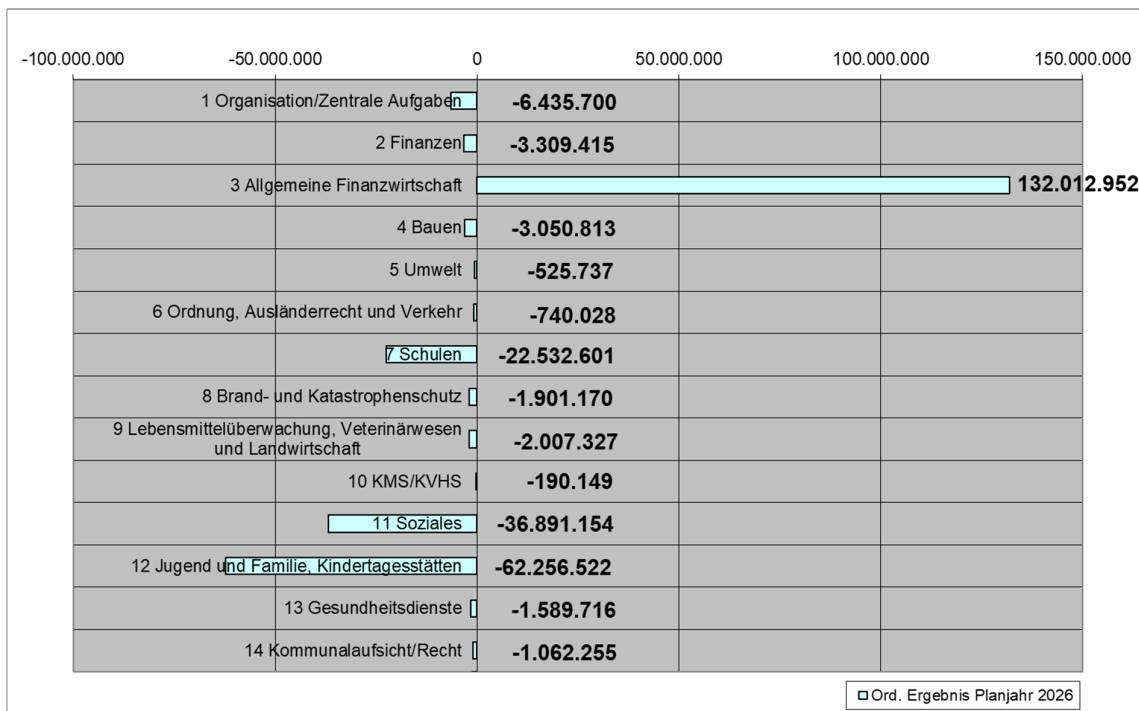 -100.000.000 -50.000.000 0 50.000.000 100.000.000 150.000.000
1 Organisation/Zentrale Aufgaben -6.435.700
2 Finanzen -3.309.415
3 Allgemeine Finanzwirtschaft 132.012.952
4 Bauen -3.050.813
5 Umwelt -525.737
6 Ordnung, Ausländerrecht und Verkehr -740.028
7 Schulen -22.532.601
8 Brand- und Katastrophenschutz -1.901.170
9 Lebensmittelüberwachung, Veterinärwesen
und Landwirtschaft -2.007.327
10 KMS/KVHS -190.149
11 Soziales -36.891.154
12 Jugend und Familie, Kindertagesstätten -62.256.522
13 Gesundheitsdienste -1.589.716
14 Kommunalaufsicht/Recht -1.062.255
Ord. Ergebnis Planjahr 2026